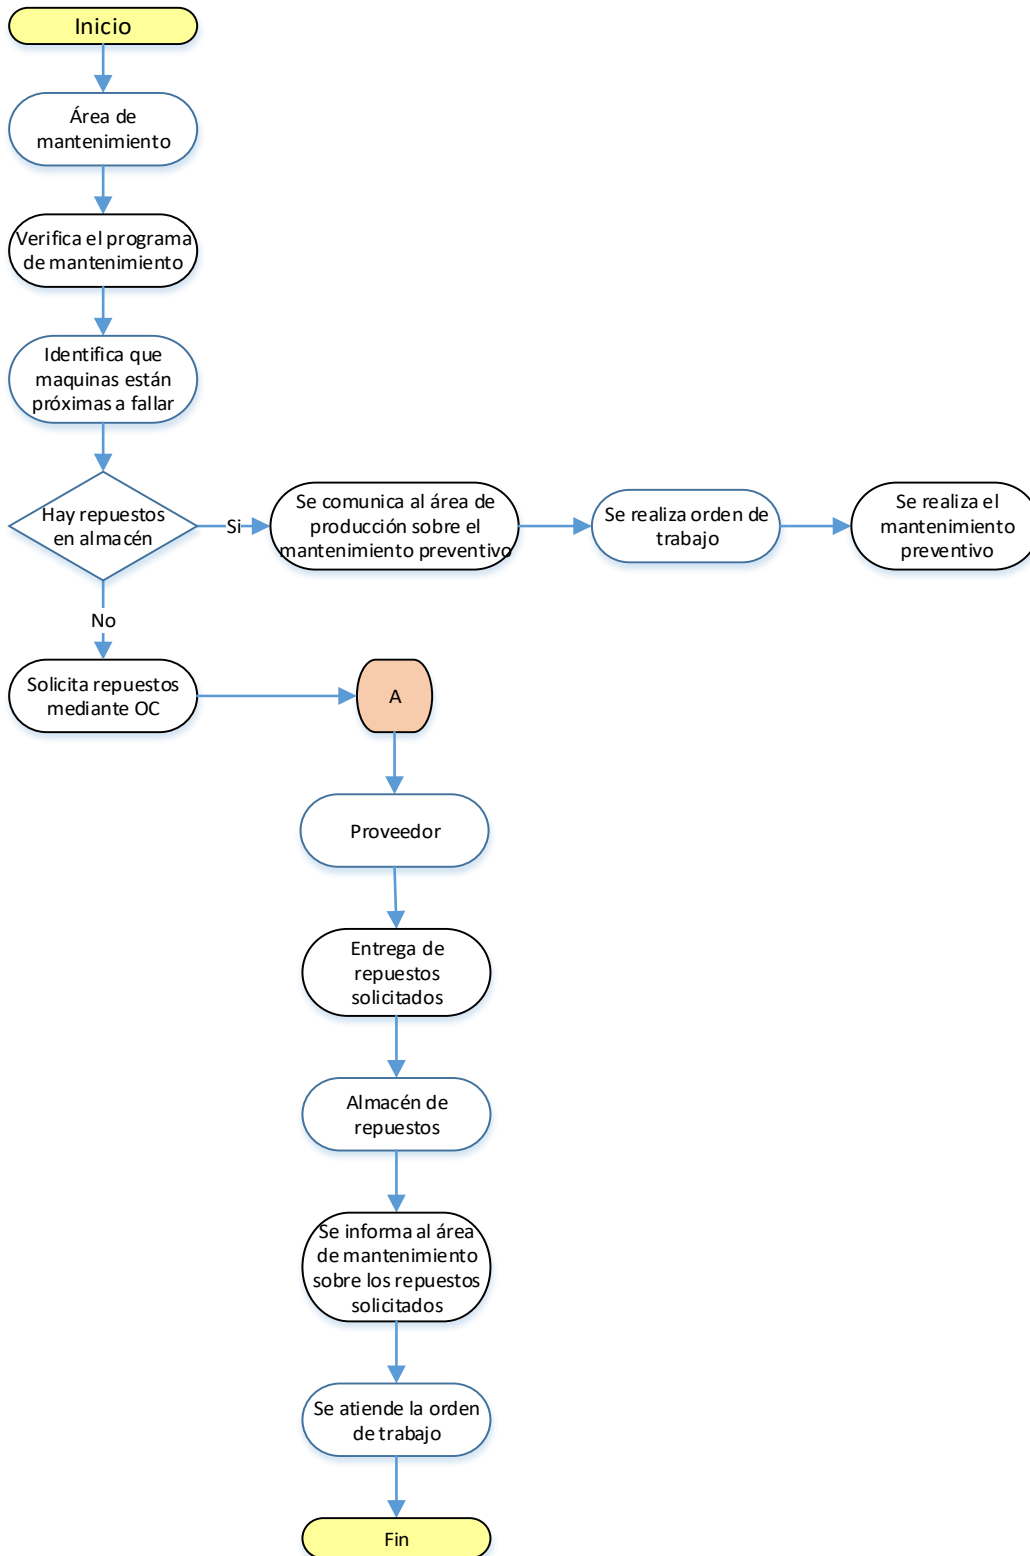 Inicio
Área de
mantenimiento
Verifica el programa
de mantenimiento
Identifica que
maquinas están
próximas a fallar
Hay repuestos
en almacén
Si
Se comunica al área de
producción sobre el
mantenimiento preventivo
Se realiza orden de
trabajo
Se realiza el
mantenimiento
preventivo
No
Solicita repuestos
mediante OC
A
Proveedor
Entrega de
repuestos
solicitados
Almacén de
repuestos
Se informa al área
de mantenimiento
sobre los repuestos
solicitados
Se atiende la orden
de trabajo
Fin